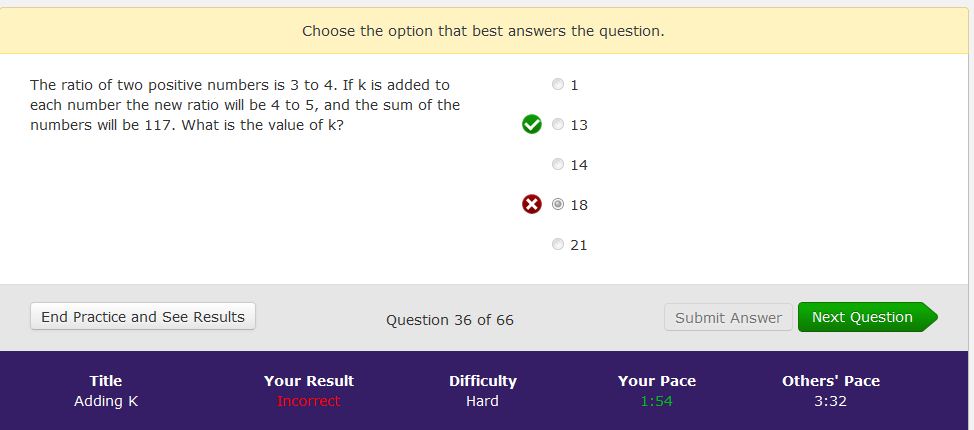 Choose the option that best answers the question.
The ratio of two positive numbers is 3 to 4. If k is added to
each number the new ratio will be 4 to 5, and the sum of the
numbers will be 117. What is the value of k?
1
13
14
18
21
End Practice and See Results
Question 36 of 66
Submit Answer
Next Question
Title
Your Result
Difficulty
Your Pace
Others' Pace
Adding K
Incorrect
Hard
1:54
3:32